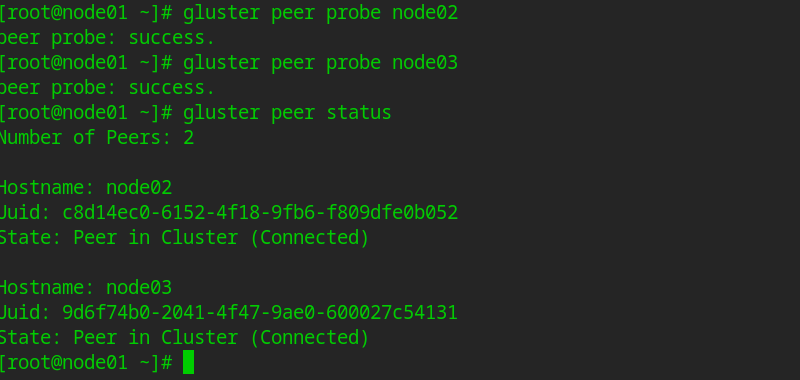 [root@node01 ~]# gluster peer probe node02
peer probe: success.
[root@node01 ~]# gluster peer probe node03
peer probe: success.
[root@node01 ~]# gluster peer status
Number of Peers: 2

Hostname: node02
Uuid: c8d14ec0-6152-4f18-9fb6-f809dfe0b052
State: Peer in Cluster (Connected)

Hostname: node03
Uuid: 9d6f74b0-2041-4f47-9ae0-600027c54131
State: Peer in Cluster (Connected)
[root@node01 ~]#